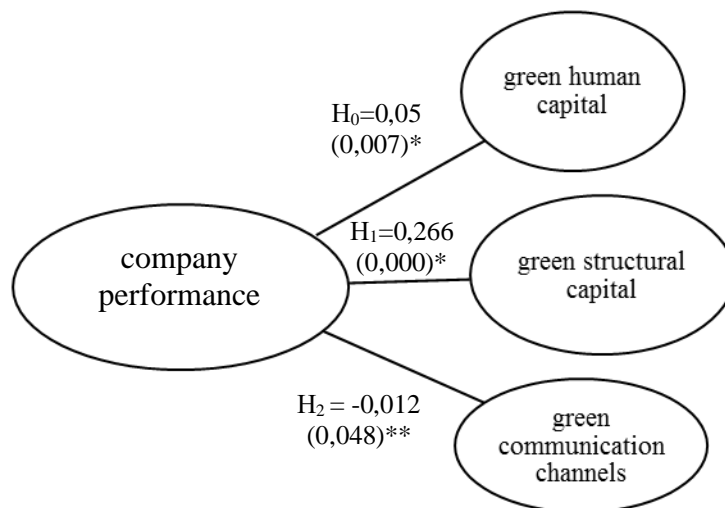 green human
capital
H₀=0,05
(0,007)*
company
performance
H₁=0,266
(0,000)*
green structural
capital
H₂ = -0,012
(0,048)**
green
communication
channels